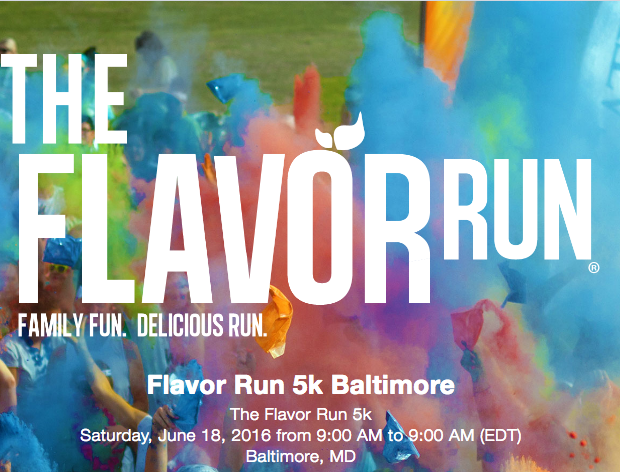 THE
FLAVOR RUN®
FAMILY FUN. DELICIOUS RUN.
Flavor Run 5k Baltimore
The Flavor Run 5k
Saturday, June 18, 2016 from 9:00 AM to 9:00 AM (EDT)
Baltimore, MD